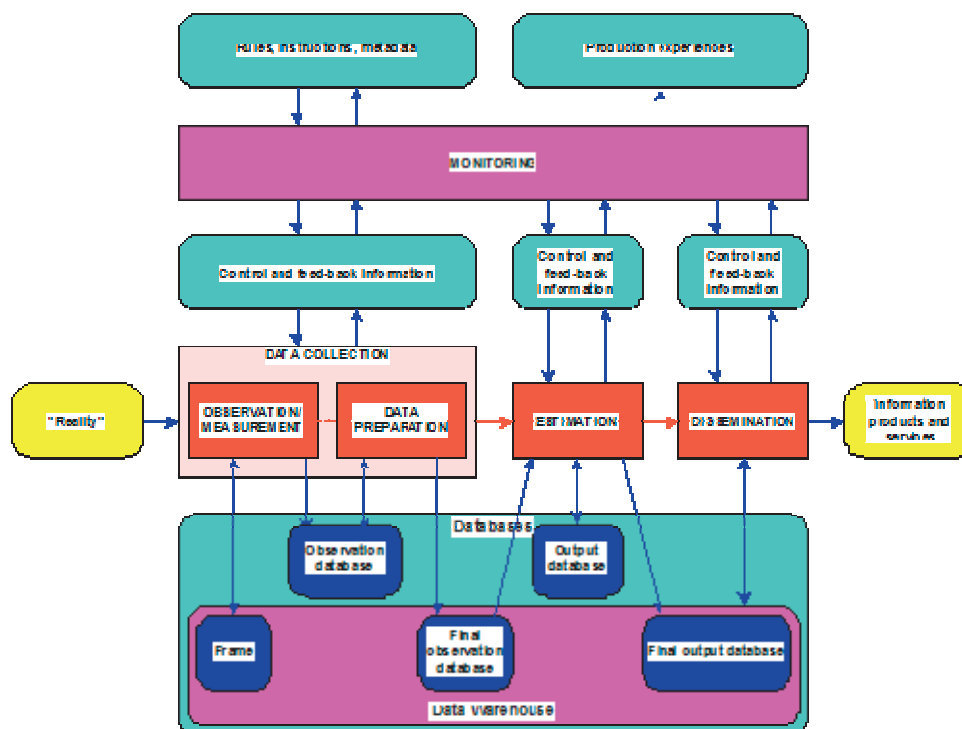 Rules, instructions, metadata
Production experiences
MONITORING
Control and feed-back information
Control and
feed-back
information
Control and
feed-back
information
DATA COLLECTION
"Reality"
OBSERVATION/
MEASUREMENT
DATA
PREPARATION
ESTIMATION
DISSEMINATION
Information
products and
services
Databases
Observation
database
Output
database
Frame
Final
observation
database
Final output database
Data Warehouse